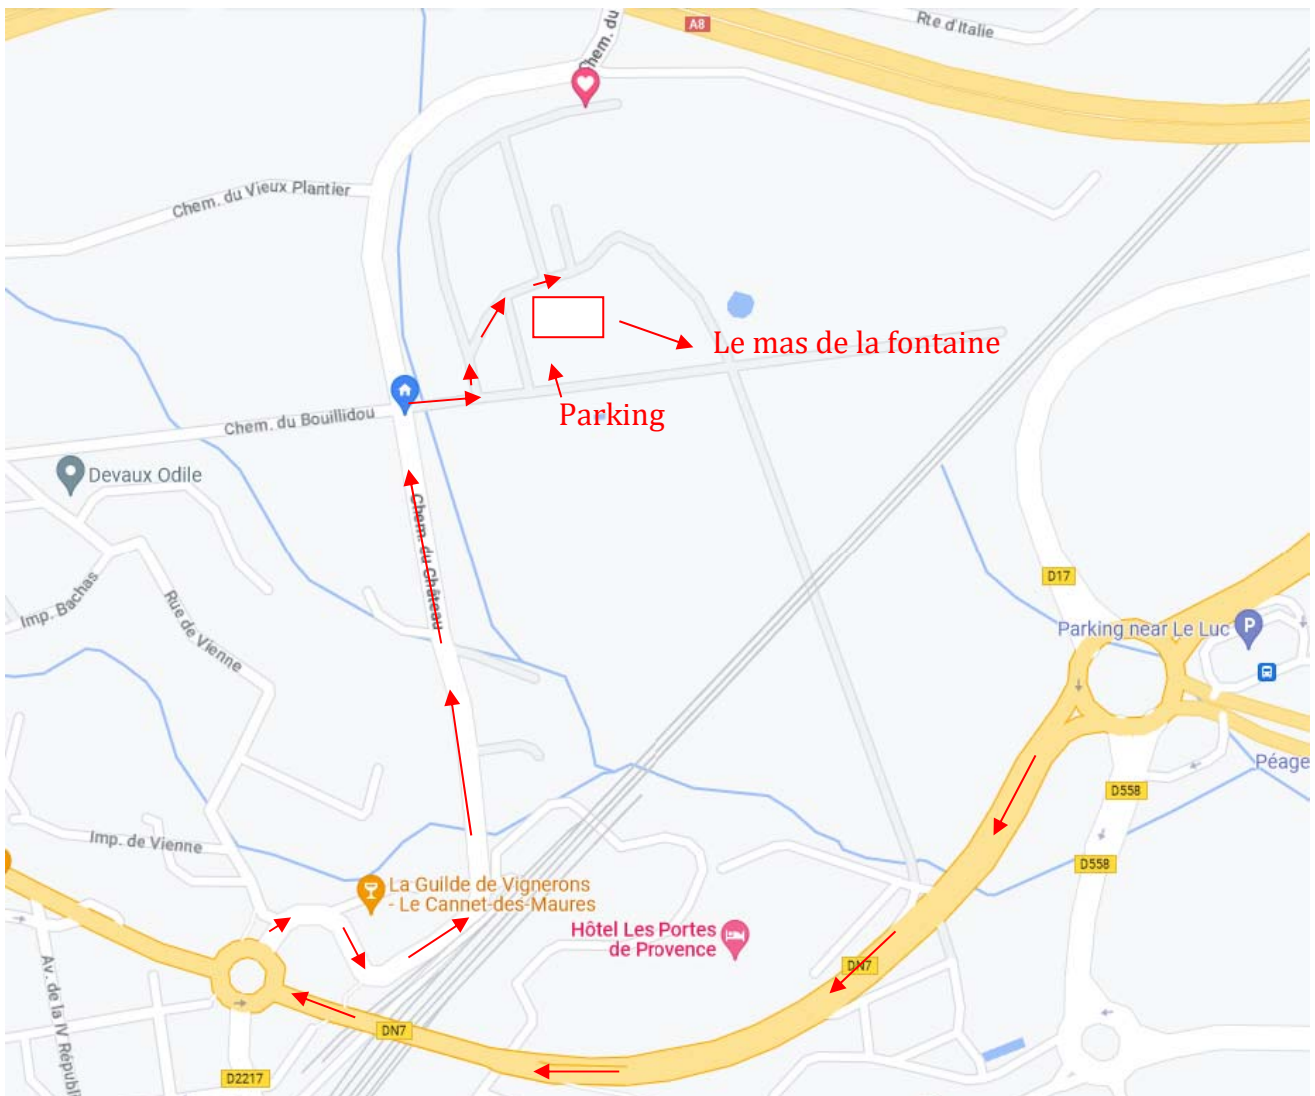 Chem. du
A8
Rte d'Italie
Chem. du Vieux Plantier
Le mas de la fontaine
Parking
Chem. du Bouillidou
Devaux Odile
Chem. du Château
Imp. Bachas
Rue de Vienne
D17
Parking near Le Luc
P
Péage
D558
Imp. de Vienne
D558
La Guilde de Vignerons
- Le Cannet-des-Maures
Hôtel Les Portes
de Provence
DN7
Av. de la IV Républi
DN7
D2217